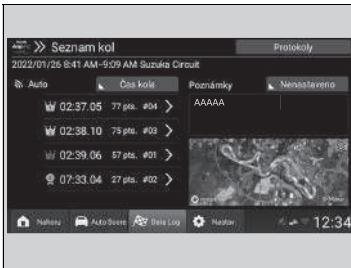 Seznam kol
Protokoly
2022/01/26 8:41 AM–9:09 AM Suzuka Circuit
Auto
Čas kola
Poznámky
Nenastaveno
02:37.05 77 pts. #04
AAAAA
02:38.10 75 pts. #03
02:39.06 57 pts. #01
07:33.04 27 pts. #02
Nahoru
Auto Score
Data Log
Nastav.
12:34